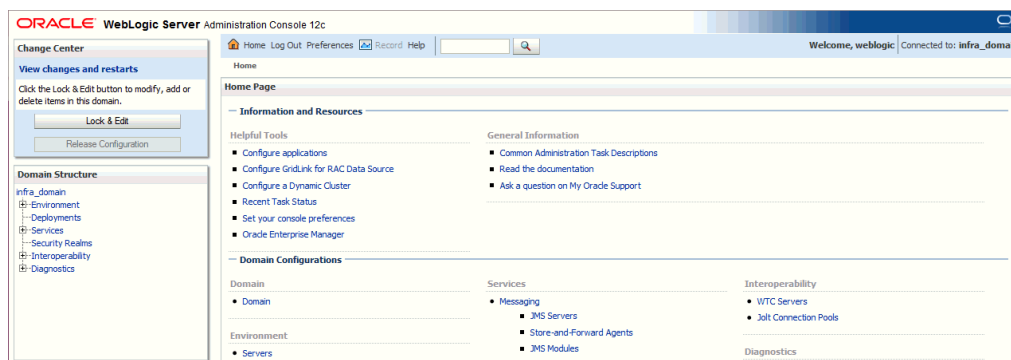 ORACLE WebLogic Server Administration Console 12c
Change Center
View changes and restarts
Click the Lock & Edit button to modify, add or
delete items in this domain.
Lock & Edit
Release Configuration
Domain Structure
infra_domain
Environment
Deployments
Services
Security Realms
Interoperability
Diagnostics
Home Log Out Preferences Record Help
Welcome, weblogic Connected to: infra_doma
Home
Home Page
Information and Resources
Helpful Tools
Configure applications
Configure GridLink for RAC Data Source
Configure a Dynamic Cluster
Recent Task Status
Set your console preferences
Oracle Enterprise Manager
General Information
Common Administration Task Descriptions
Read the documentation
Ask a question on My Oracle Support
Domain Configurations
Domain
Domain
Environment
Servers
Services
Messaging
JMS Servers
Store-and-Forward Agents
JMS Modules
Interoperability
WTC Servers
Jolt Connection Pools
Diagnostics